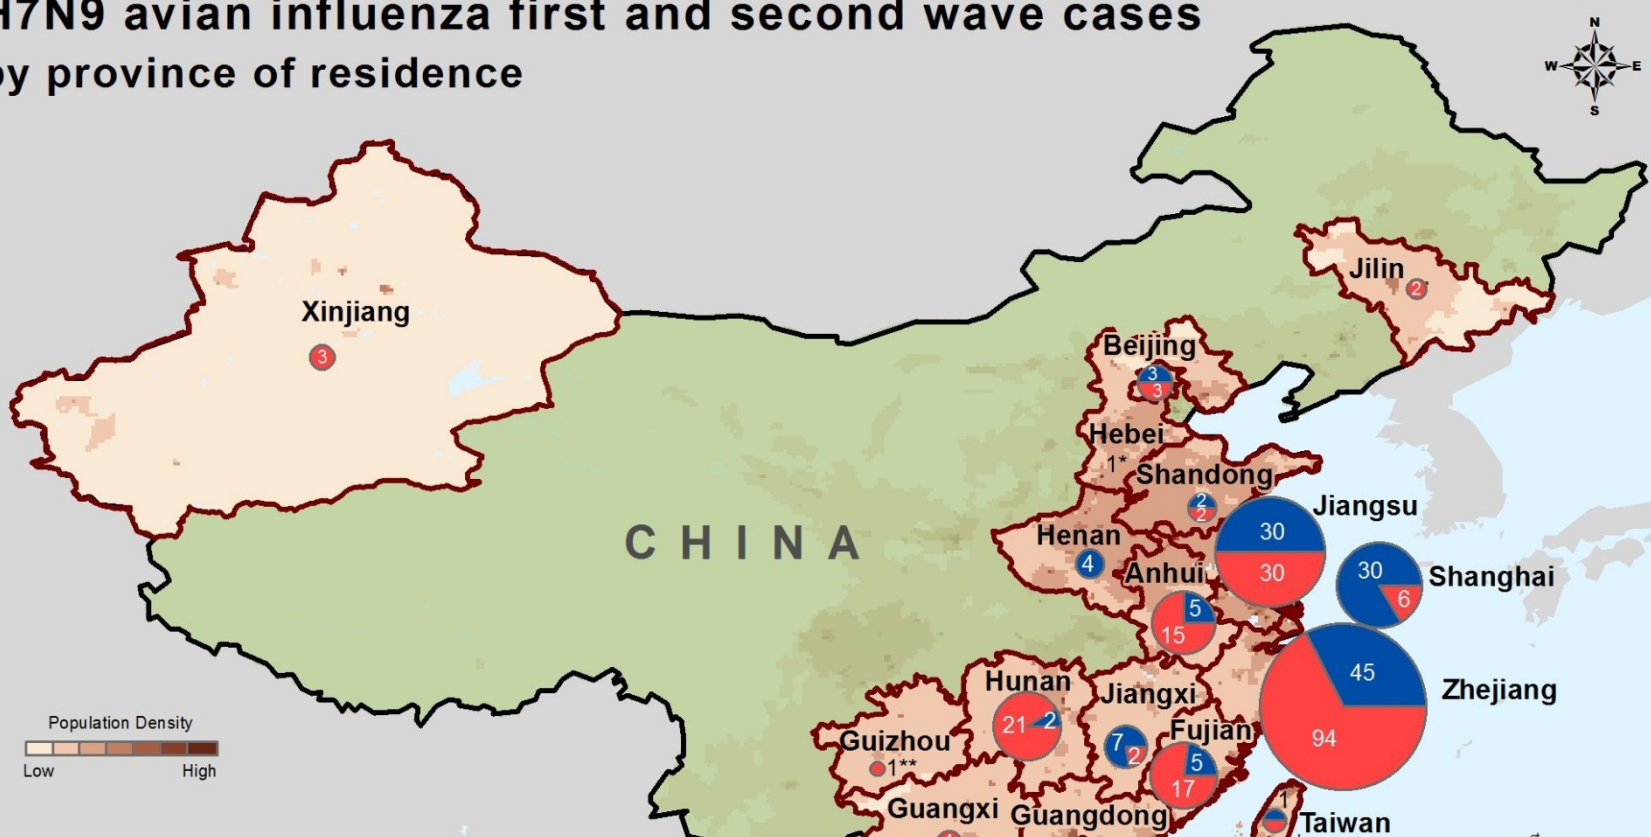 H7N9 avian influenza first and second wave cases
by province of residence
N
W E
S
Jilin
2
Xinjiang
3
Beijing
3
3
Hebei
1*
Shandong
2
2
Jiangsu
30
30
Henan
4
CHINA
Anhui
5
15
Shanghai
30
6
Zhejiang
45
94
Hunan
21 2
Jiangxi
7
2
Fujian
5
17
Guizhou
1**
Guangxi
Guangdong
1
Taiwan
Population Density
Low High